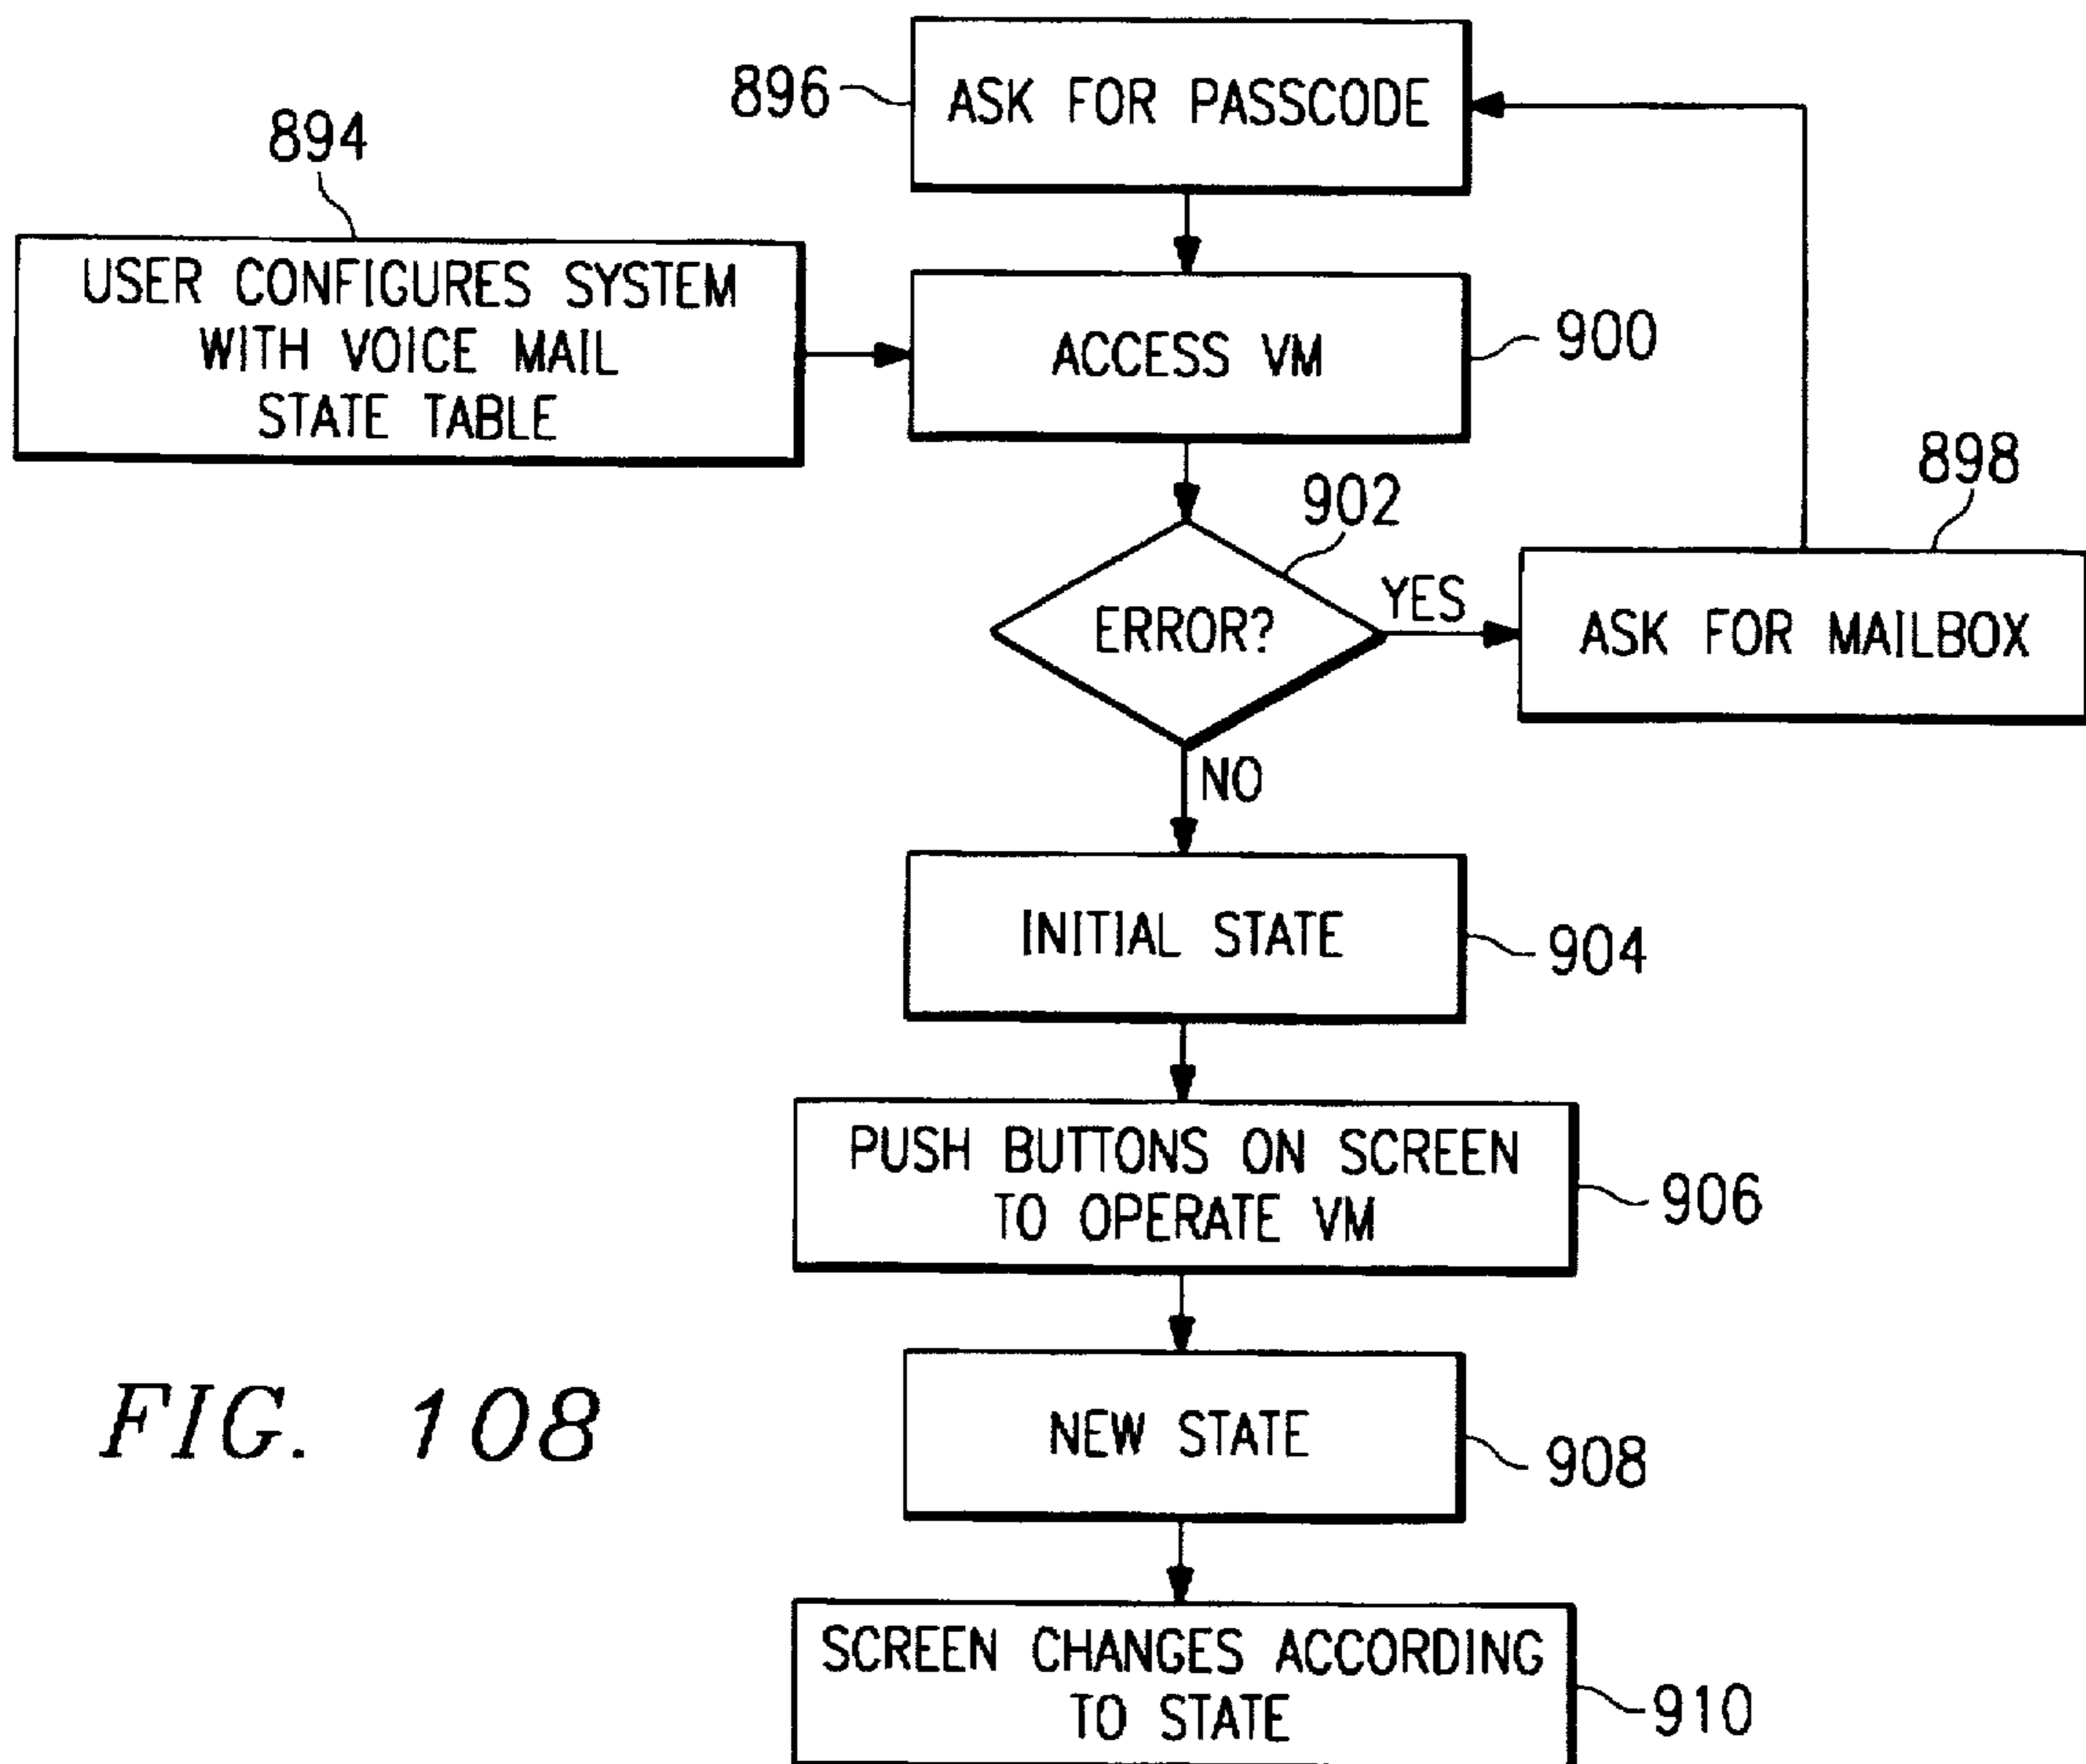 896
ASK FOR PASSCODE
894
USER CONFIGURES SYSTEM
WITH VOICE MAIL
STATE TABLE
ACCESS VM
900
902
898
ERROR?
YES
ASK FOR MAILBOX
NO
INITIAL STATE
904
PUSH BUTTONS ON SCREEN
TO OPERATE VM
906
NEW STATE
908
FIG. 108
SCREEN CHANGES ACCORDING
TO STATE
910